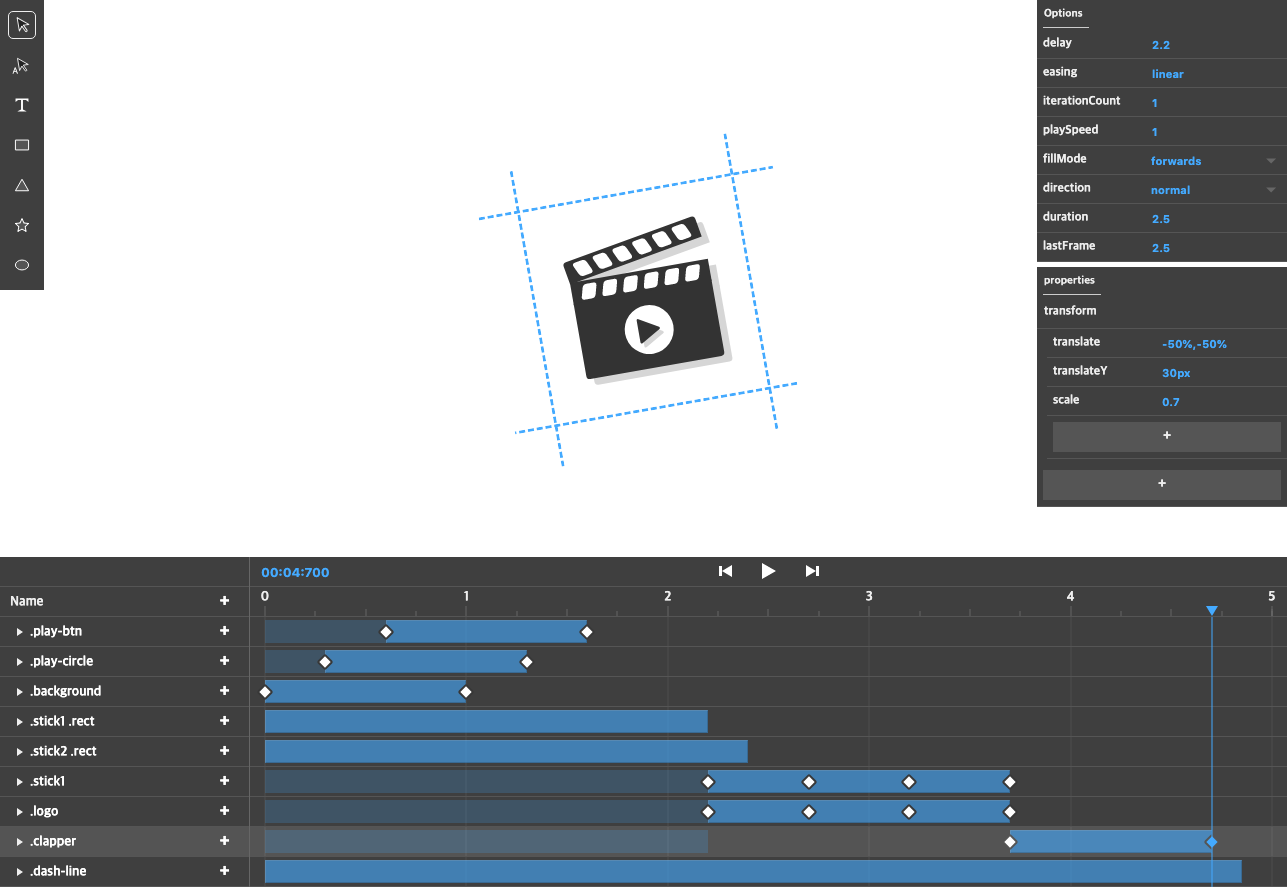 T
Options
delay 2.2
easing linear
iterationCount 1
playSpeed 1
fillMode forwards
direction normal
duration 2.5
lastFrame 2.5
properties
transform
translate -50%,-50%
translateY 30px
scale 0.7
+
+
00:04:700
Name + 0 1 2 3 4 5
.play-btn +
.play-circle +
.background +
.stick1 .rect +
.stick2 .rect +
.stick1 +
.logo +
.clapper +
.dash-line +